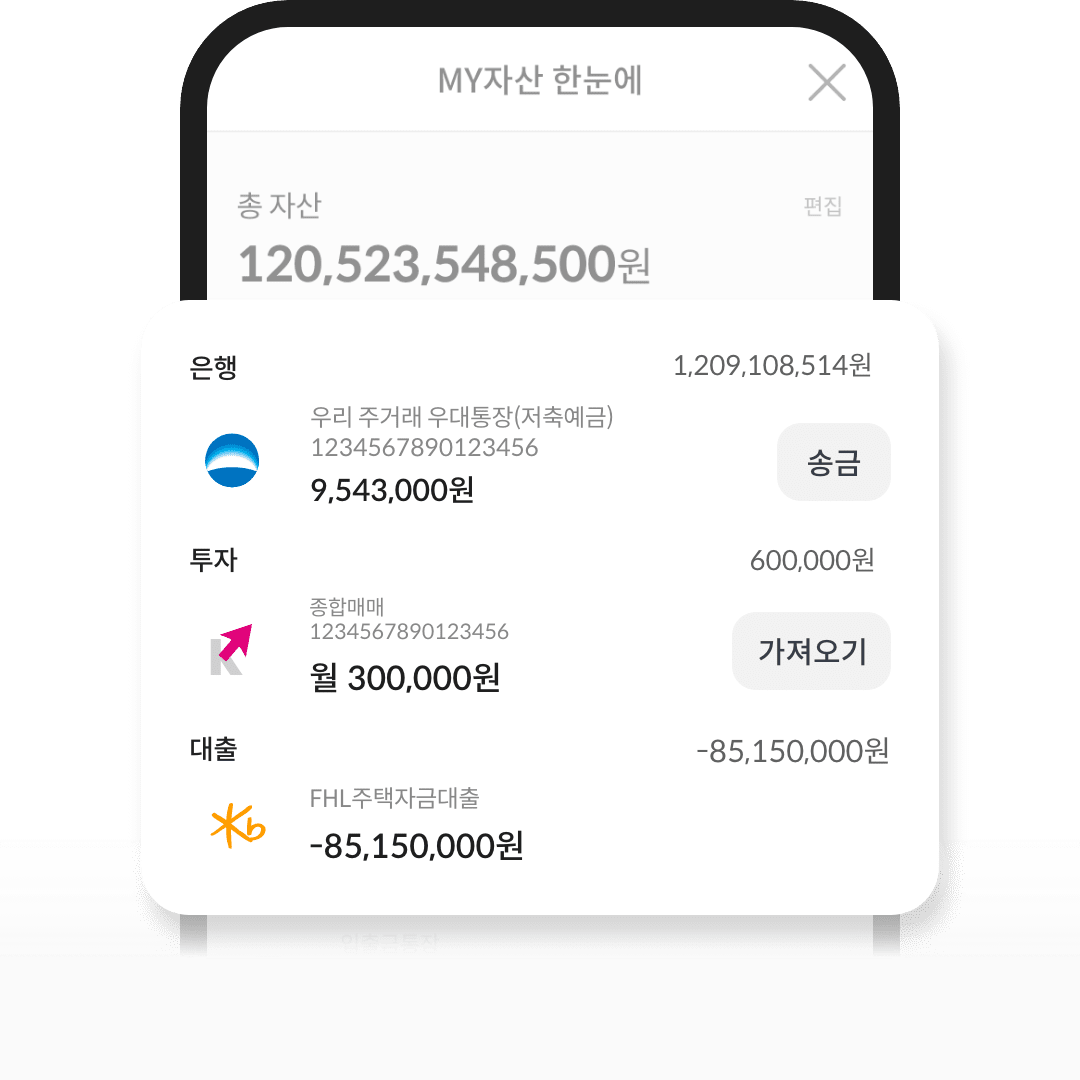 MY자산 한눈에
총 자산
편집
120,523,548,500원
은행
1,209,108,514원
우리 주거래 우대통장(저축예금)
1234567890123456
9,543,000원
송금
투자
600,000원
종합매매
1234567890123456
월 300,000원
가져오기
대출
-85,150,000원
FHL주택자금대출
-85,150,000원